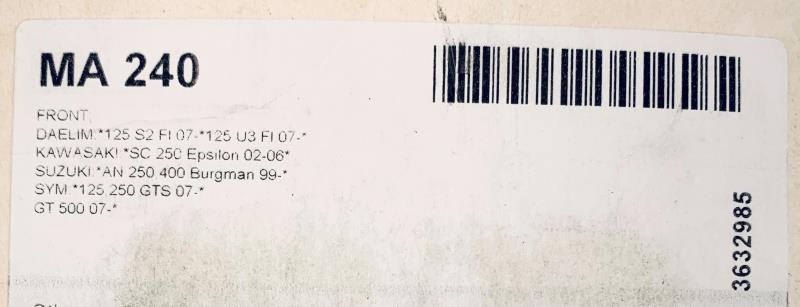 MA 240
FRONT:
DAELIM:*125 S2 FI 07-*125 U3 FI 07-*
KAWASAKI:*SC 250 Epsilon 02-06*
SUZUKI:*AN 250,400 Burgman 99-*
SYM:*125,250 GTS 07-*
GT 500 07-*
3632985